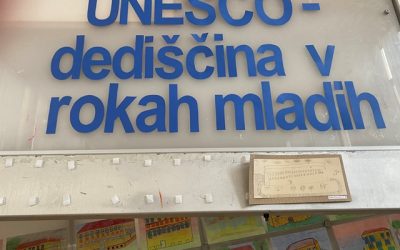 UNESCO -
dediščina v
rokah mladih